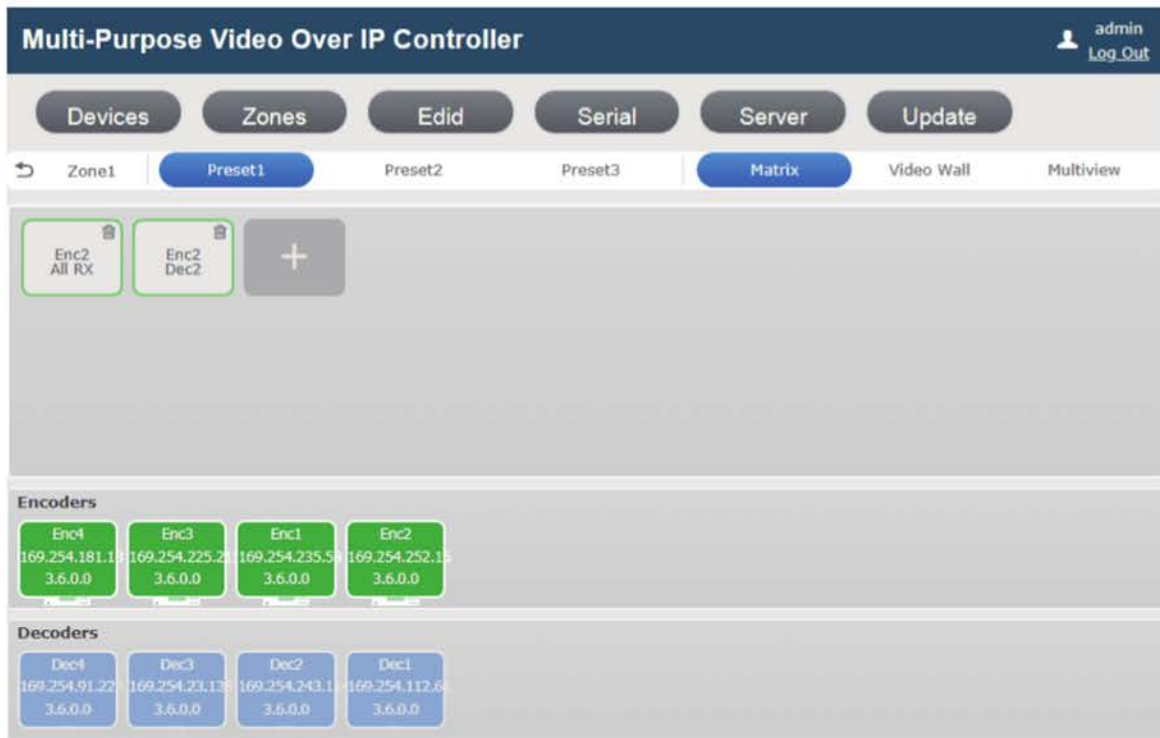 Multi-Purpose Video Over IP Controller
admin
Log Out
Devices Zones Edid Serial Server Update
Zone1 Preset1 Preset2 Preset3 Matrix Video Wall Multiview
Enc2
All RX
Enc2
Dec2
+
Encoders
Enc4 Enc3 Enc1 Enc2
3.6.0.0 3.6.0.0 3.6.0.0 3.6.0.0
Decoders
Dec4 Dec3 Dec2 Dec1
3.6.0.0 3.6.0.0 3.6.0.0 3.6.0.0